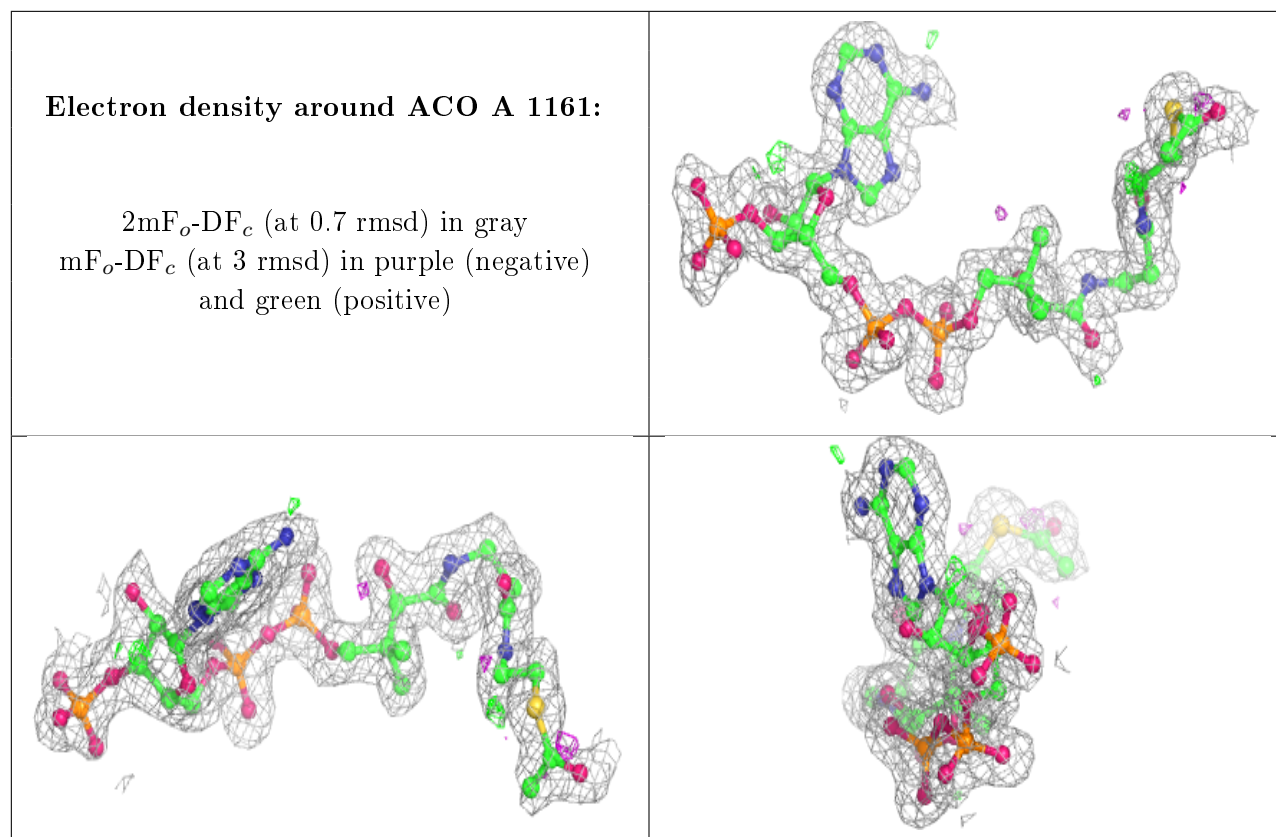 Electron density around ACO A 1161:
2mFₒ-DF𝒸 (at 0.7 rmsd) in gray
mFₒ-DF𝒸 (at 3 rmsd) in purple (negative)
and green (positive)